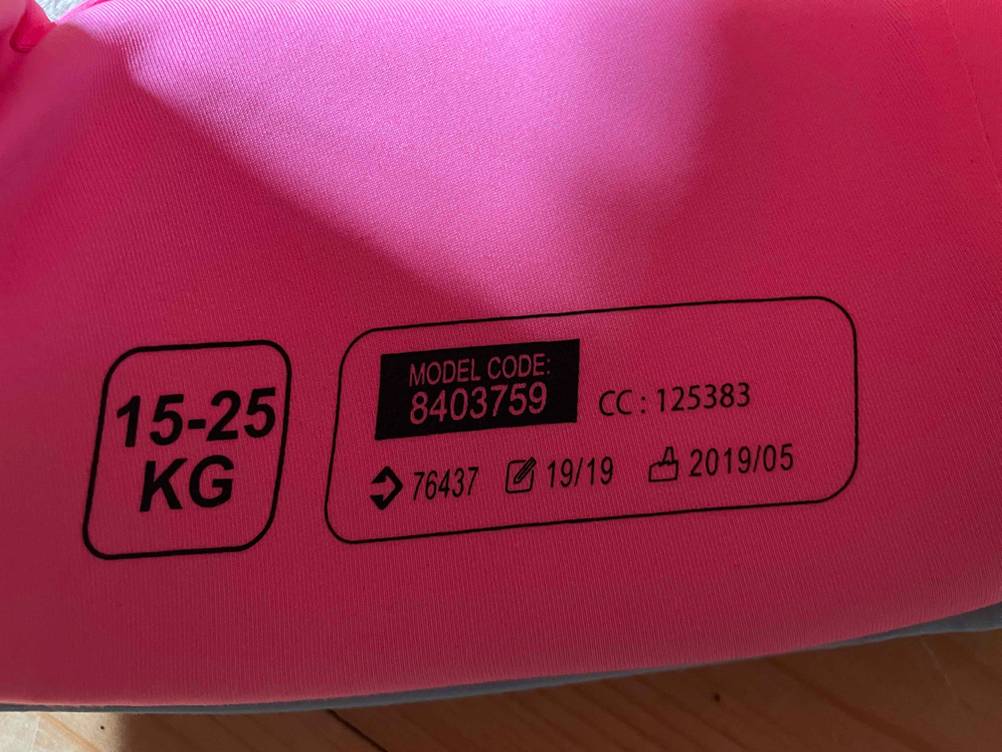 15-25
KG
MODEL CODE:
8403759
CC : 125383
76437 19/19 2019/05